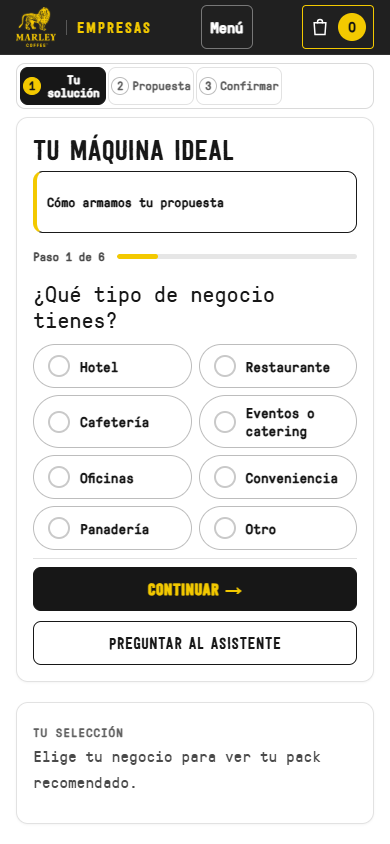 MARLEY
COFFEE
EMPRESAS
Menú
0
1 Tu solución
2 Propuesta
3 Confirmar
TU MÁQUINA IDEAL
Cómo armamos tu propuesta
Paso 1 de 6
¿Qué tipo de negocio
tienes?
Hotel
Restaurante
Cafetería
Eventos o
catering
Oficinas
Conveniencia
Panadería
Otro
CONTINUAR →
PREGUNTAR AL ASISTENTE
TU SELECCIÓN
Elige tu negocio para ver tu pack
recomendado.